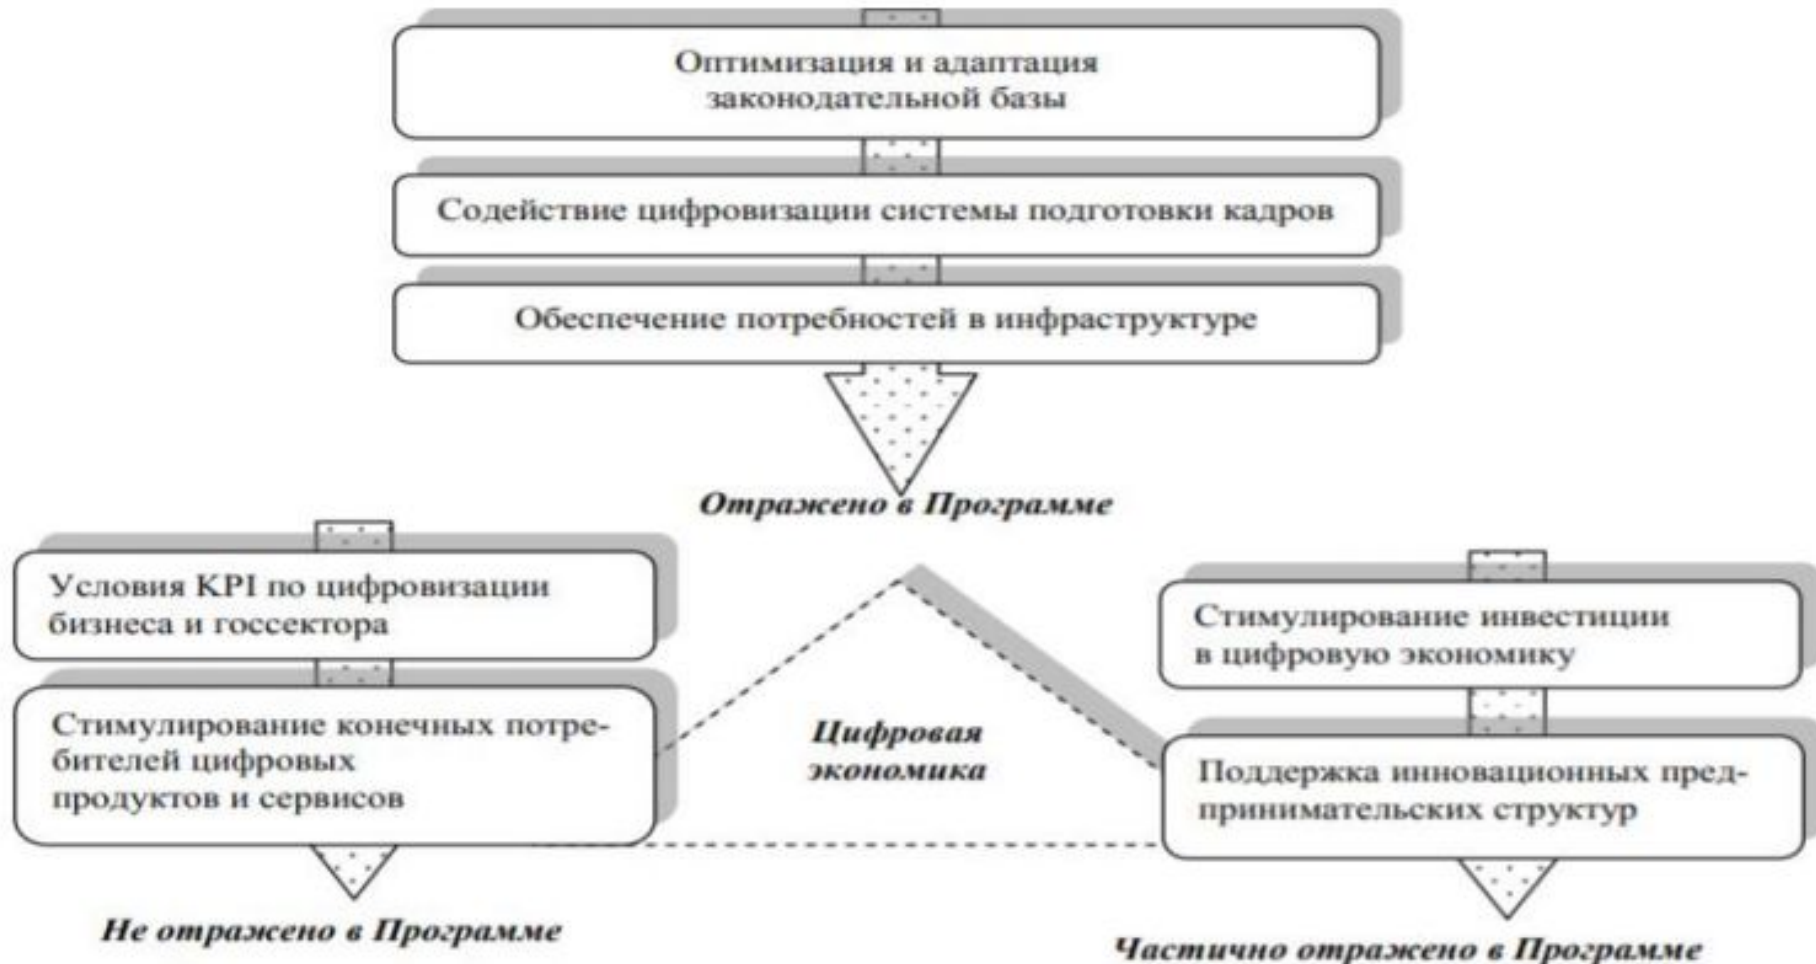 Оптимизация и адаптация
законодательной базы
Содействие цифровизации системы подготовки кадров
Обеспечение потребностей в инфраструктуре
Отражено в Программе
Условия KPI по цифровизации
бизнеса и госсектора
Стимулирование конечных потре-
бителей цифровых
продуктов и сервисов
Не отражено в Программе
Цифровая
экономика
Стимулирование инвестиции
в цифровую экономику
Поддержка инновационных пред-
принимательских структур
Частично отражено в Программе